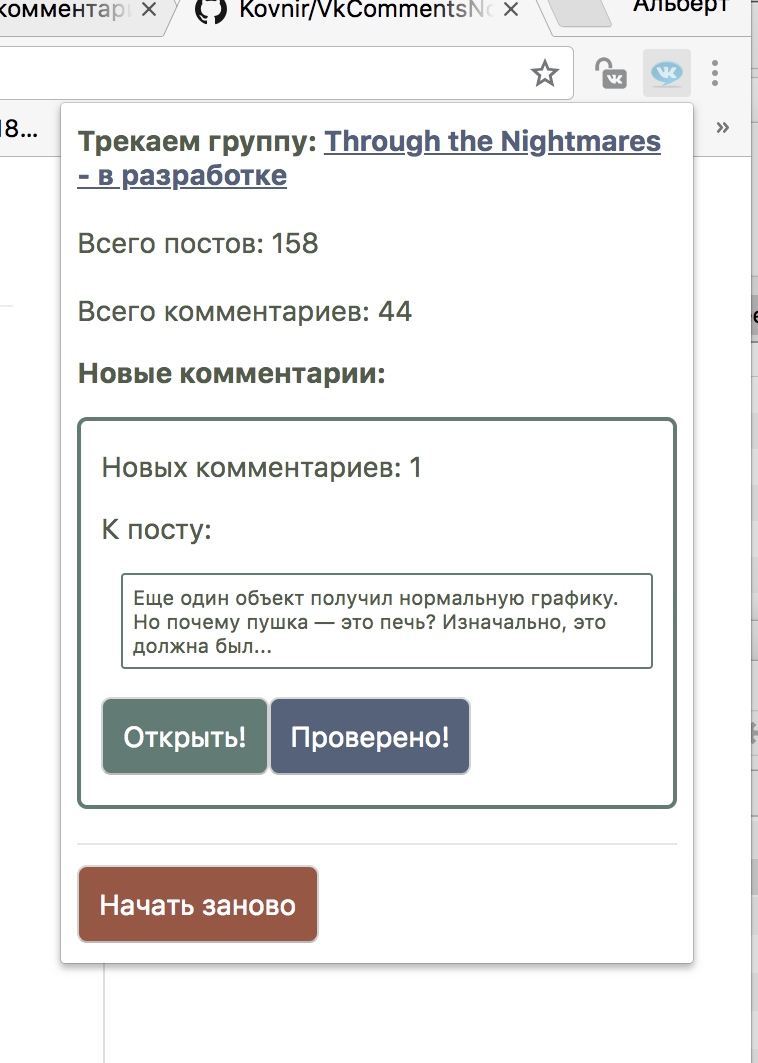 комментар
Kovnir/VkCommentsNo
Альберт
18...
»
Трекаем группу: Through the Nightmares
- в разработке
Всего постов: 158
Всего комментариев: 44
Новые комментарии:
Новых комментариев: 1
К посту:
Еще один объект получил нормальную графику.
Но почему пушка — это печь? Изначально, это
должна был...
Открыть!
Проверено!
Начать заново